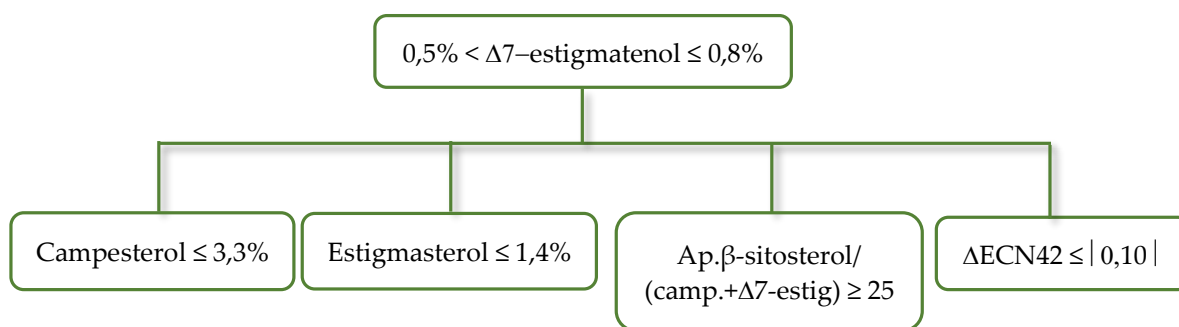 0,5% < Δ7–estigmatenol ≤ 0,8%
Campesterol ≤ 3,3%
Estigmasterol ≤ 1,4%
Ap.β-sitosterol/
(camp.+Δ7-estig) ≥ 25
ΔECN42 ≤ | 0,10 |